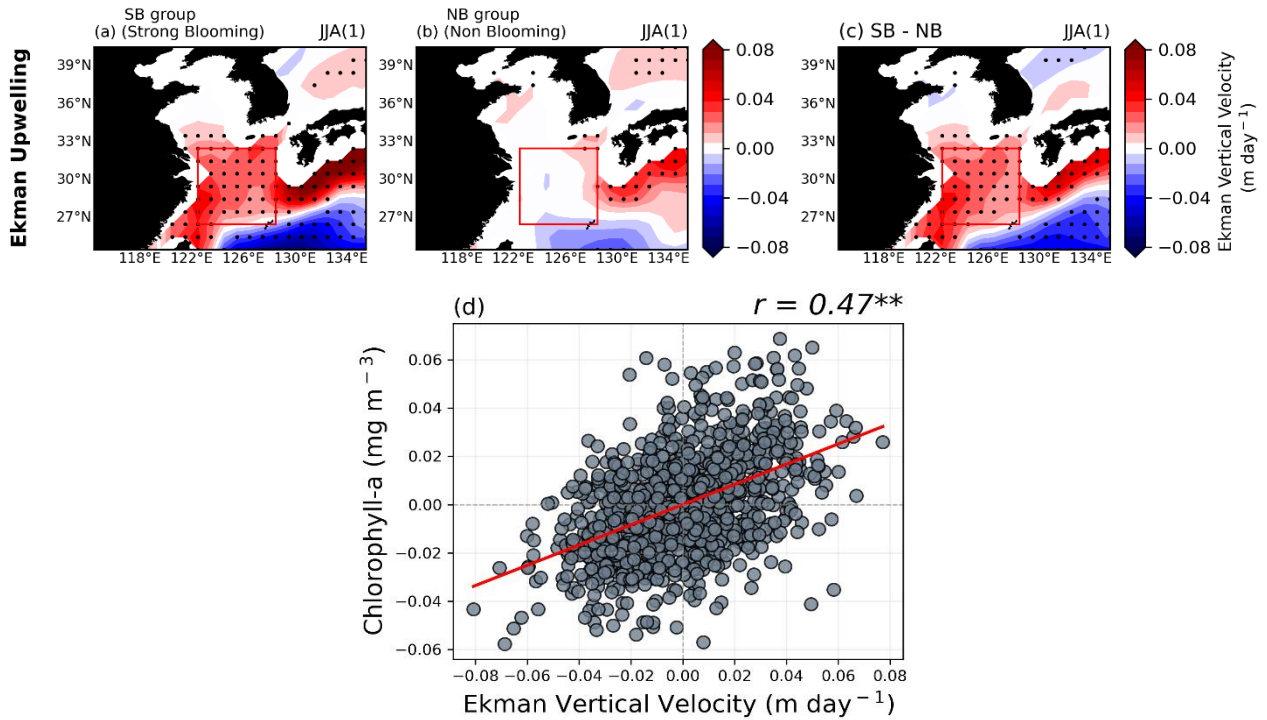 SB group
(a) (Strong Blooming) JJA(1)
NB group
(b) (Non Blooming) JJA(1)
(c) SB - NB JJA(1)
Ekman Upwelling
39°N
36°N
33°N
30°N
27°N
118°E 122°E 126°E 130°E 134°E
39°N
36°N
33°N
30°N
27°N
118°E 122°E 126°E 130°E 134°E
0.08
0.04
0.00
−0.04
−0.08
39°N
36°N
33°N
30°N
27°N
118°E 122°E 126°E 130°E 134°E
0.08
0.04
0.00
−0.04
−0.08
Ekman Vertical Velocity
(m day⁻¹)
(d) r = 0.47**
Chlorophyll-a (mg m⁻³)
0.06
0.04
0.02
0.00
−0.02
−0.04
−0.06
−0.08 −0.06 −0.04 −0.02 0.00 0.02 0.04 0.06 0.08
Ekman Vertical Velocity (m day⁻¹)